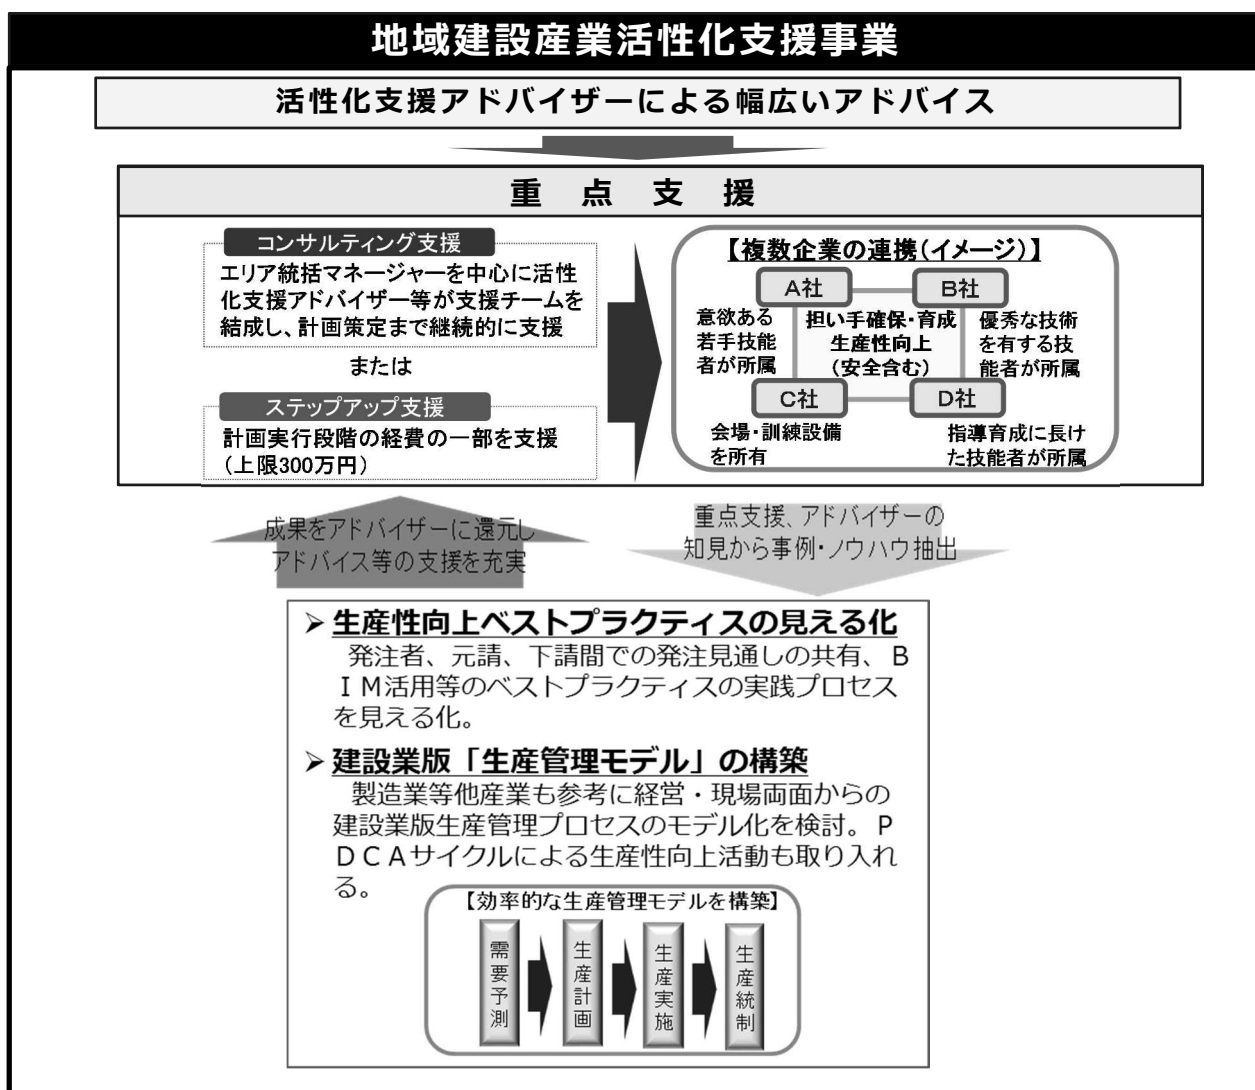 地域建設産業活性化支援事業
活性化支援アドバイザーによる幅広いアドバイス
重点支援
コンサルティング支援
エリア統括マネージャーを中心に活性
化支援アドバイザー等が支援チームを
結成し、計画策定まで継続的に支援
または
ステップアップ支援
計画実行段階の経費の一部を支援
(上限300万円)
【複数企業の連携(イメージ)】
A社
B社
意欲ある
若手技能
者が所属
担い手確保・育成
生産性向上
(安全含む)
優秀な技術
を有する技
能者が所属
C社
D社
会場・訓練設備
を所有
指導育成に長け
た技能者が所属
成果をアドバイザーに還元し
アドバイス等の支援を充実
重点支援、アドバイザーの
知見から事例・ノウハウ抽出
➢ 生産性向上ベストプラクティスの見える化
発注者、元請、下請間での発注見通しの共有、B
IM活用等のベストプラクティスの実践プロセス
を見える化。
➢ 建設業版「生産管理モデル」の構築
製造業等他産業も参考に経営・現場両面からの
建設業版生産管理プロセスのモデル化を検討。P
DCAサイクルによる生産性向上活動も取り入れ
る。
【効率的な生産管理モデルを構築】
需要予測
生産計画
生産実施
生産統制